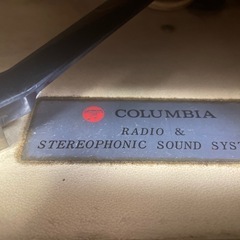 COLUMBIA
RADIO &
STEREOPHONIC SOUND SYST